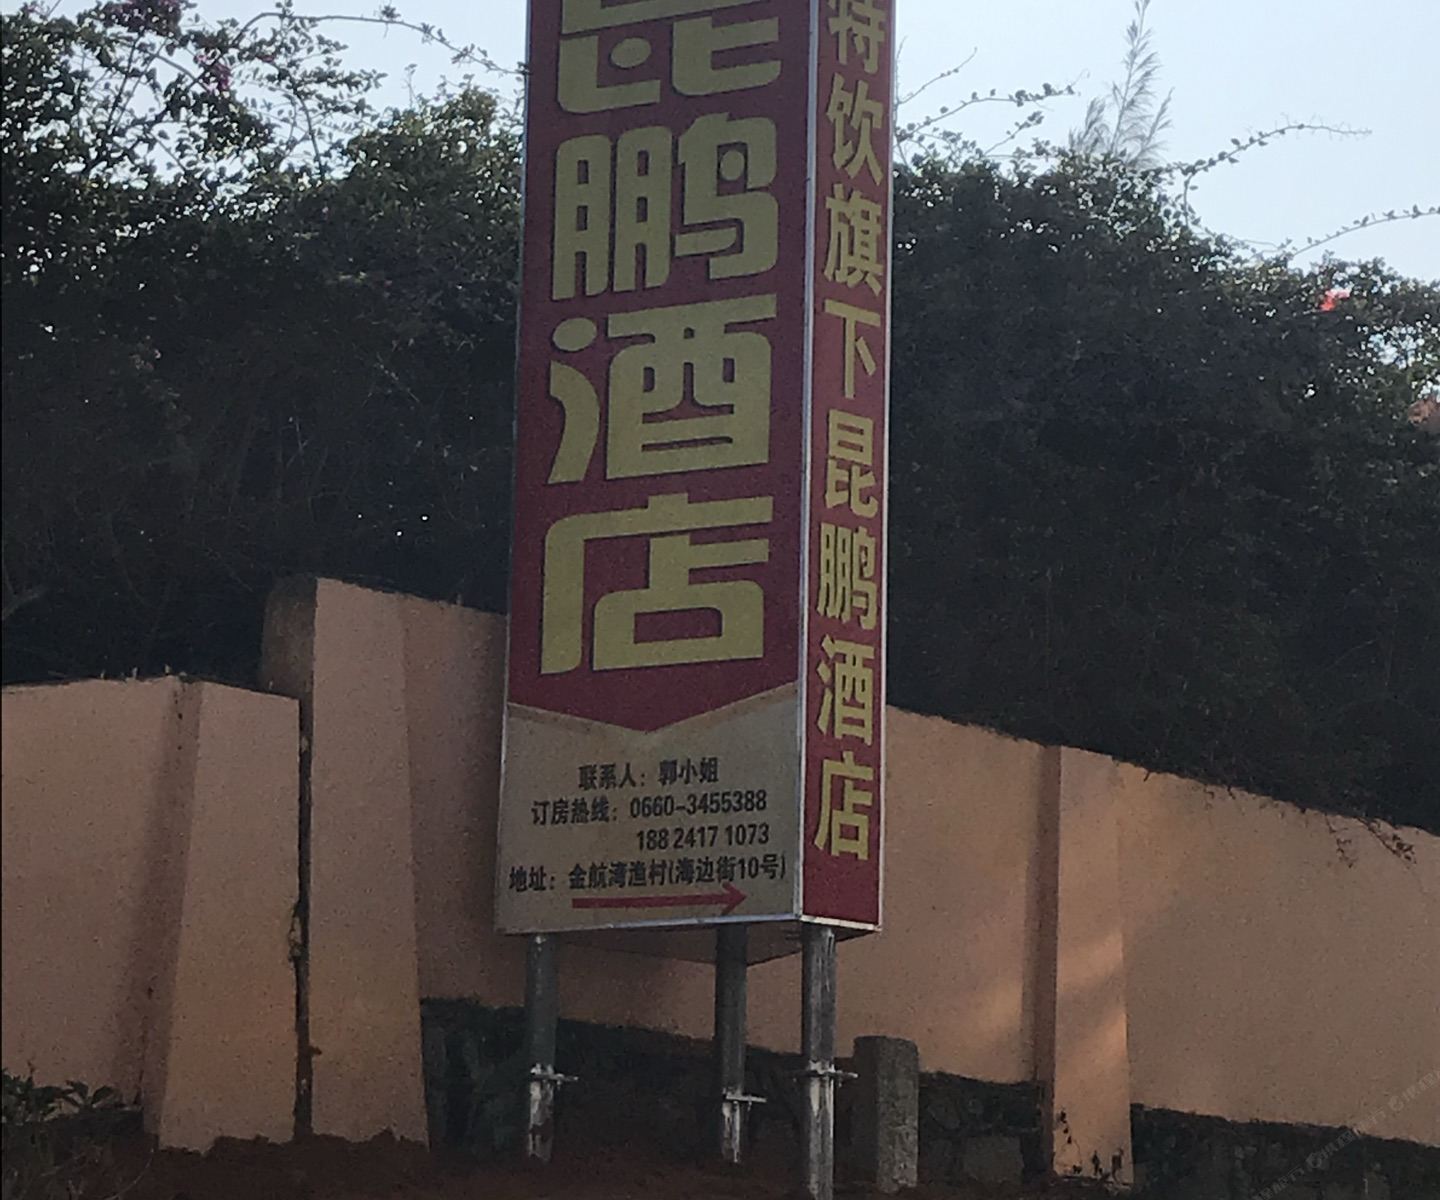 昆鹏酒店
特饮旗下昆鹏酒店
联系人：郭小姐
订房热线：0660-3455388
188 2417 1073
地址：金航湾渔村(海边街10号)